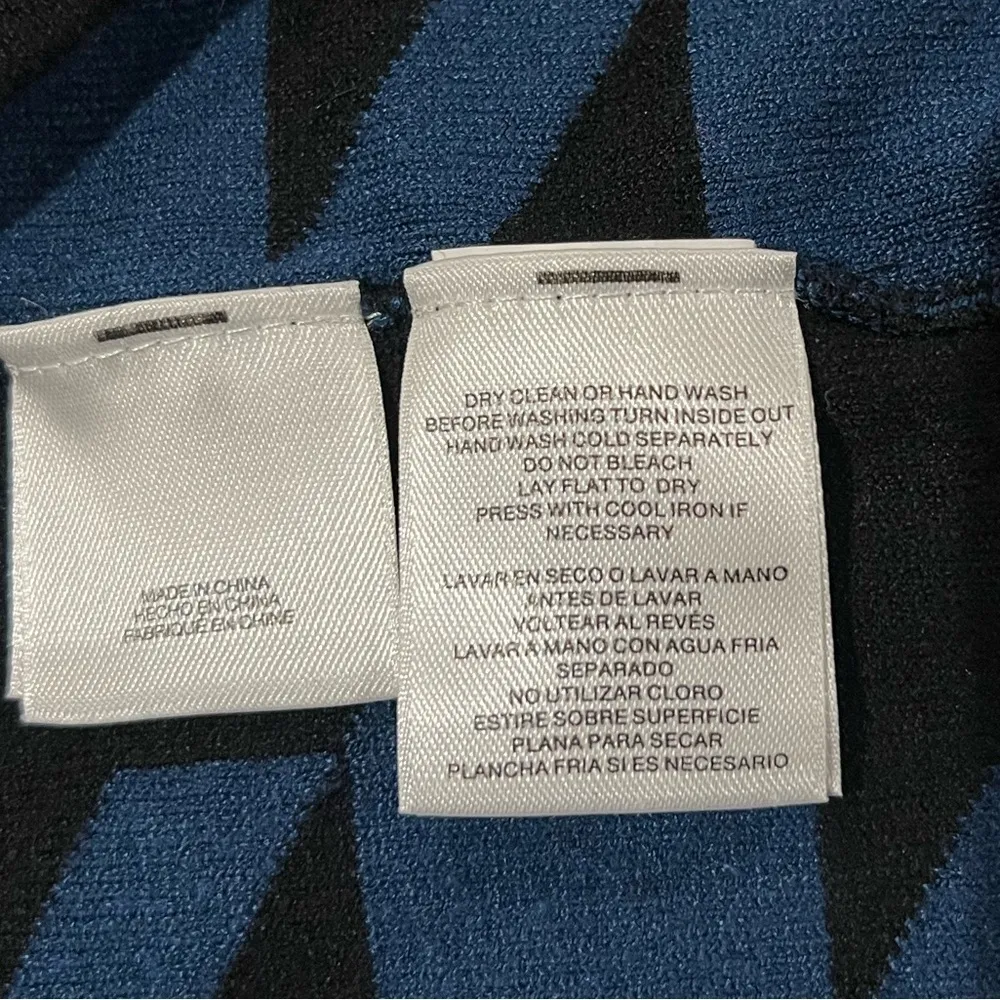 MADE IN CHINA
HECHO EN CHINA
FABRIQUÉ EN CHINE
DRY CLEAN OR HAND WASH
BEFORE WASHING TURN INSIDE OUT
HAND WASH COLD SEPARATELY
DO NOT BLEACH
LAY FLAT TO DRY
PRESS WITH COOL IRON IF
NECESSARY
LAVAR EN SECO O LAVAR A MANO
ANTES DE LAVAR
VOLTEAR AL REVÉS
LAVAR A MANO CON AGUA FRIA
SEPARADO
NO UTILIZAR CLORO
ESTIRE SOBRE SUPERFICIE
PLANA PARA SECAR
PLANCHA FRIA SI ES NECESARIO